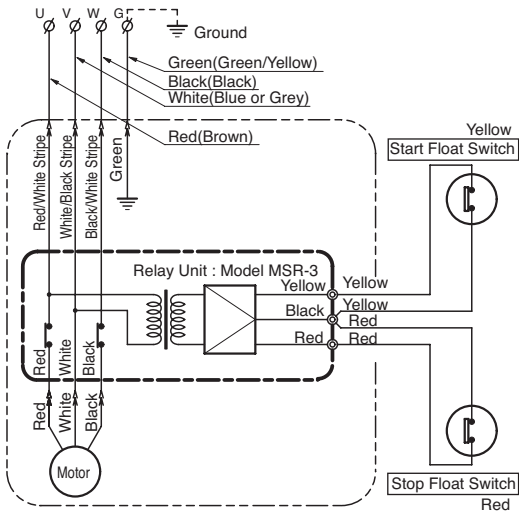 U V W G
Ground
Green(Green/Yellow)
Black(Black)
White(Blue or Grey)
Red(Brown)
Red/White Stripe
White/Black Stripe
Black/White Stripe
Green
Yellow
Start Float Switch
Relay Unit : Model MSR-3
Yellow Yellow
Black Yellow
Red
Red Red
Red
White
Black
Red
White
Black
Motor
Stop Float Switch
Red